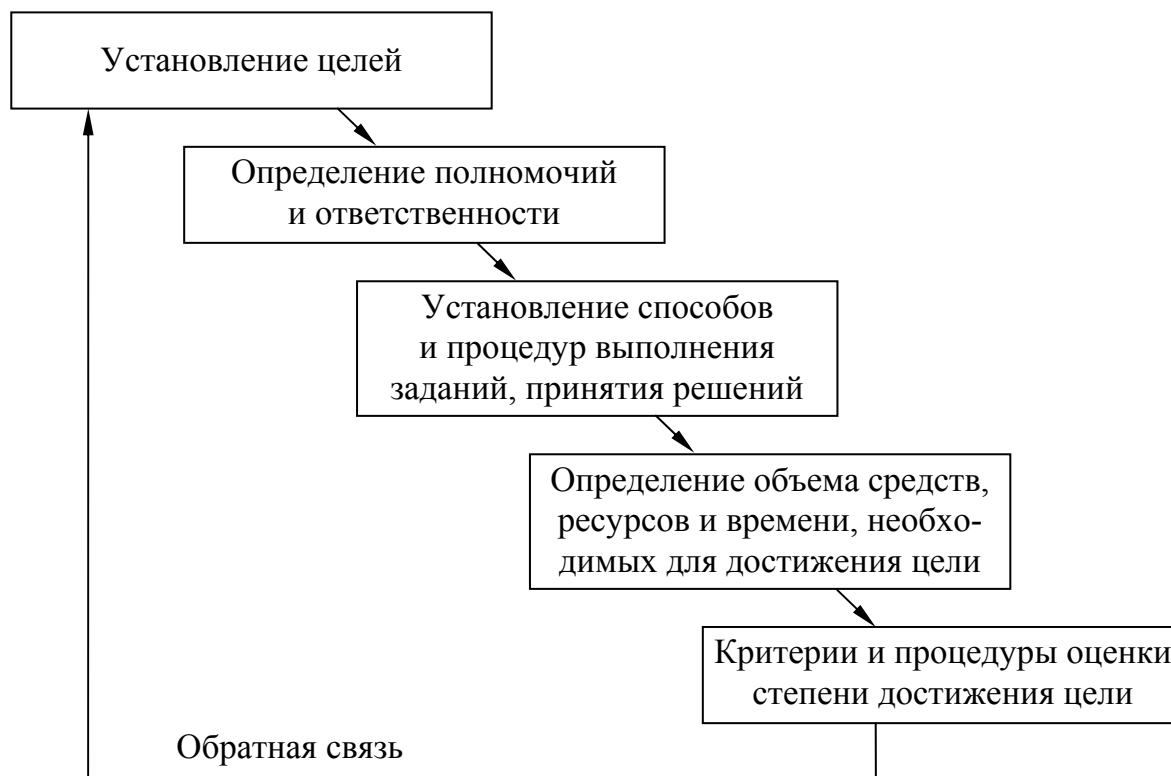 Установление целей
Определение полномочий
и ответственности
Установление способов
и процедур выполнения
заданий, принятия решений
Определение объема средств,
ресурсов и времени, необхо-
димых для достижения цели
Критерии и процедуры оценки
степени достижения цели
Обратная связь